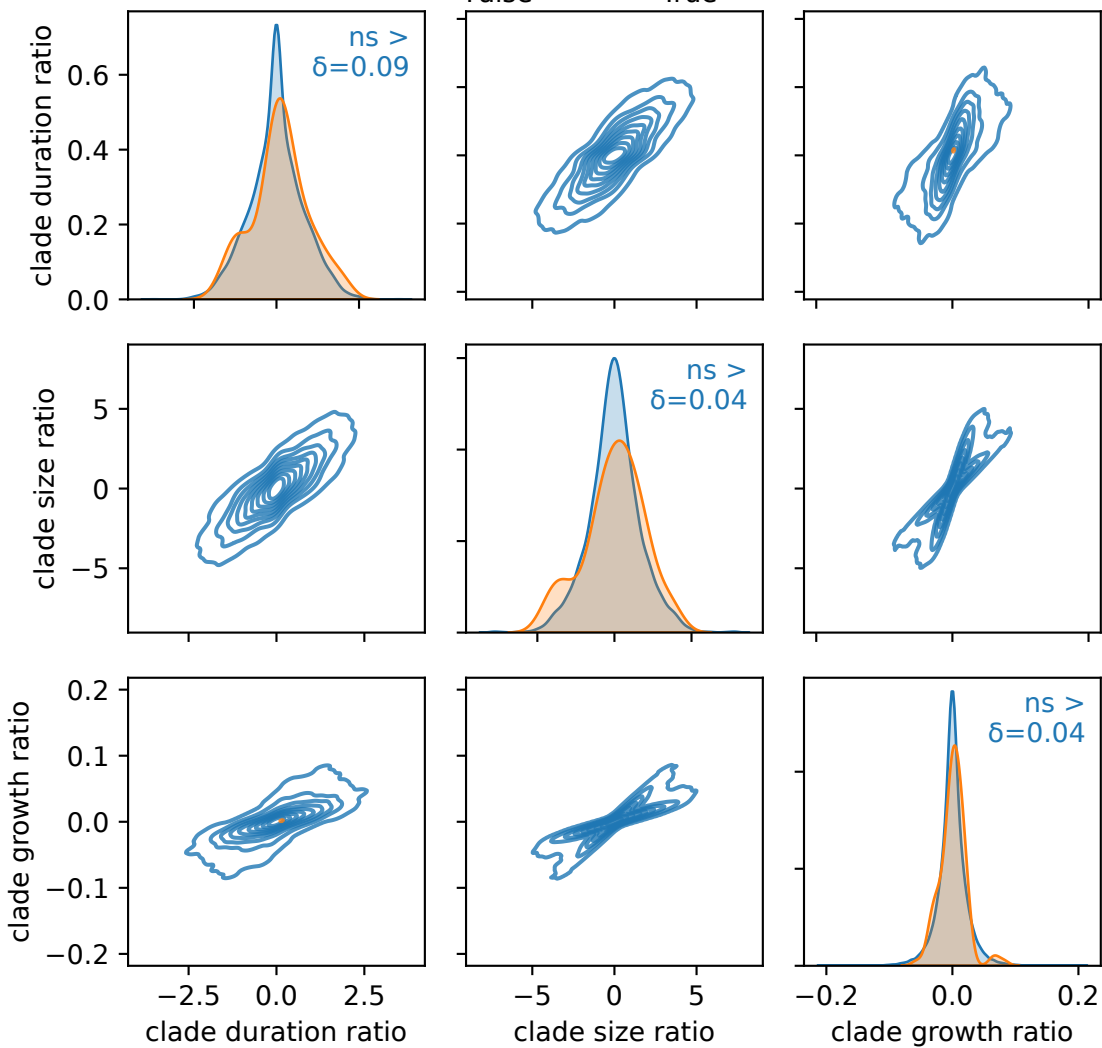 clade duration ratio
0.6
0.4
0.2
0.0
ns >
δ=0.09
clade size ratio
5
0
−5
ns >
δ=0.04
clade growth ratio
0.2
0.1
0.0
−0.1
−0.2
ns >
δ=0.04
−2.5 0.0 2.5
−5 0 5
−0.2 0.0 0.2
clade duration ratio
clade size ratio
clade growth ratio